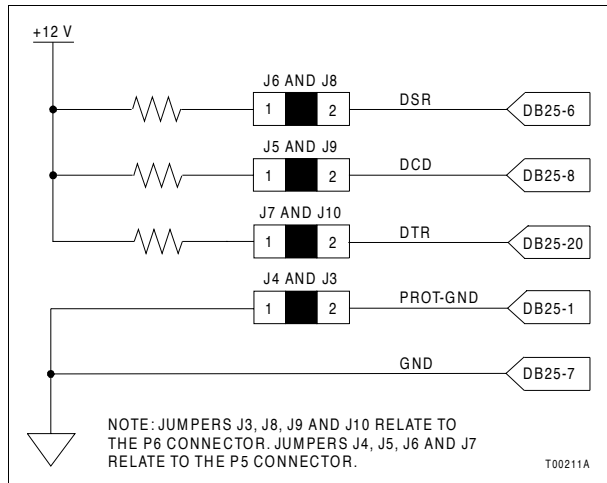 +12 V
J6 AND J8
1 2 DSR DB25-6
J5 AND J9
1 2 DCD DB25-8
J7 AND J10
1 2 DTR DB25-20
J4 AND J3
1 2 PROT-GND DB25-1
GND DB25-7
NOTE: JUMPERS J3, J8, J9 AND J10 RELATE TO
THE P6 CONNECTOR. JUMPERS J4, J5, J6 AND J7
RELATE TO THE P5 CONNECTOR.
T00211A